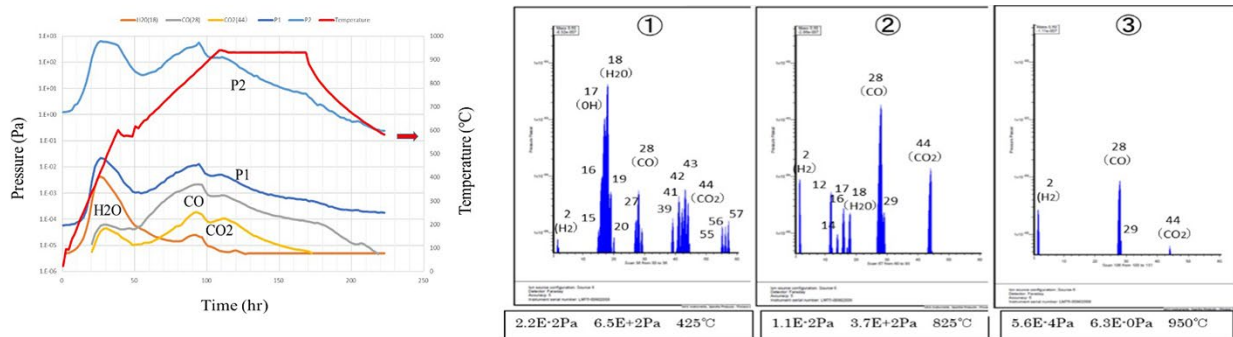 H2O(18) CO(28) CO2(44) P1 P2 Temperature
1.E+03
1.E+02
1.E+01
1.E+00
1.E-01
1.E-02
1.E-03
1.E-04
1.E-05
1.E-06
Pressure (Pa)
P2
P1
H2O
CO
CO2
1000
900
800
700
600
500
400
300
200
100
0
Temperature (℃)
0 50 100 150 200 250
Time (hr)
①
18
(H2O)
17
(OH)
16
28
(CO)
43
42
19
41
44
(CO2)
27
39
2
(H2)
15
20
56
57
55
2.2E-2Pa 6.5E+2Pa 425℃
②
28
(CO)
44
(CO2)
2
(H2)
12
17
16
18
(H2O)
29
14
1.1E-2Pa 3.7E+2Pa 825℃
③
28
(CO)
2
(H2)
29
44
(CO2)
5.6E-4Pa 6.3E-0Pa 950℃